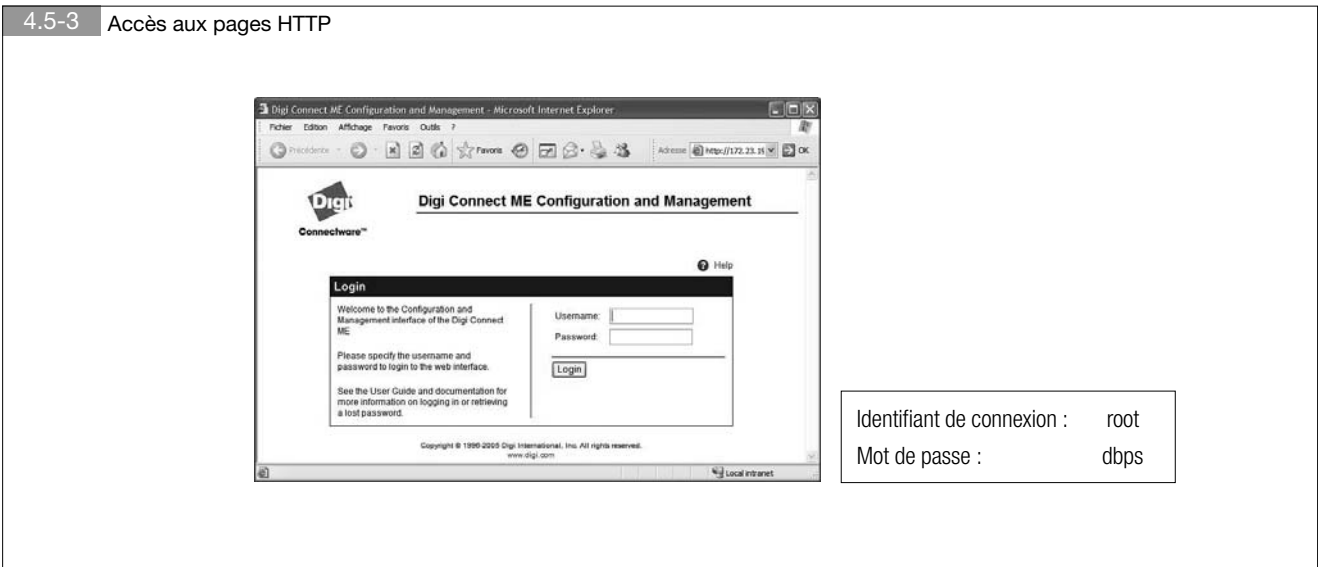 4.5-3 Accès aux pages HTTP
Digi Connect ME Configuration and Management - Microsoft Internet Explorer
Fichier Edition Affichage Favoris Outils ?
Précédente Favoris Adresse http://172.23.15 OK
Digi
Connectware™
Digi Connect ME Configuration and Management
Help
Login
Welcome to the Configuration and
Management interface of the Digi Connect
ME
Please specify the username and
password to login to the web interface.
See the User Guide and documentation for
more information on logging in or retrieving
a lost password.
Username:
Password:
Login
Copyright © 1996-2005 Digi International, Inc. All rights reserved.
www.digi.com
Local intranet
Identifiant de connexion : root
Mot de passe : dbps